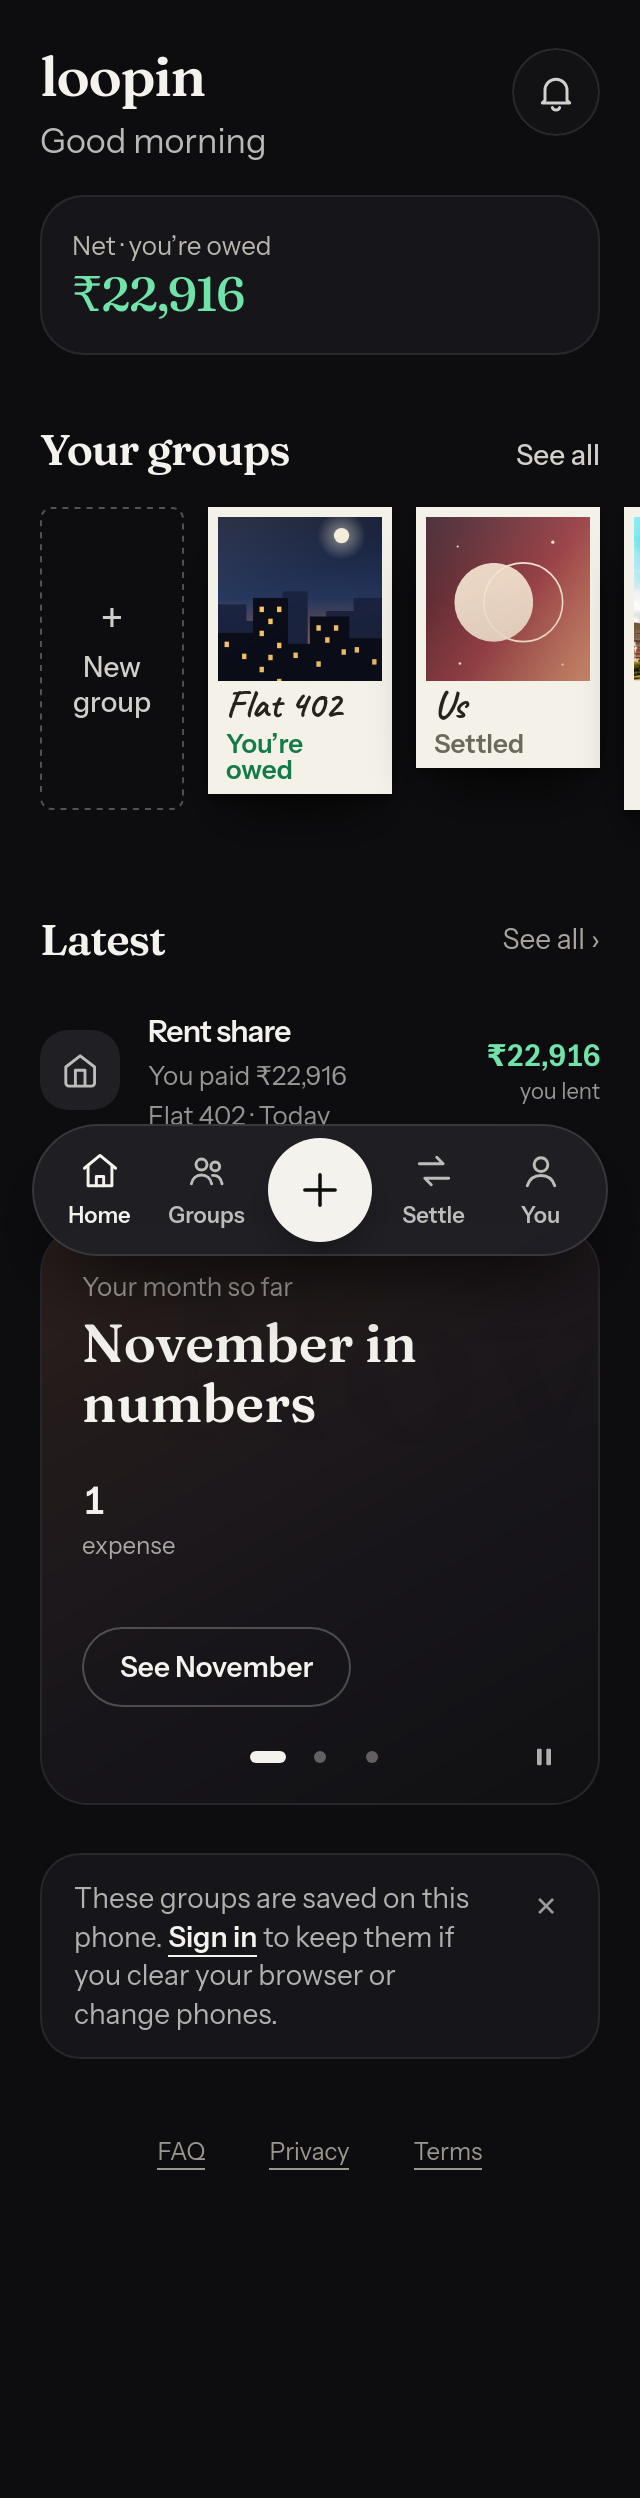 loopin
Good morning
Net · you’re owed
₹22,916
Your groups
See all
+
New
group
Flat 402
You’re
owed
Us
Settled
Latest
See all ›
Rent share
You paid ₹22,916
Flat 402 · Today
₹22,916
you lent
Home
Groups
Settle
You
Your month so far
November in
numbers
1
expense
See November
These groups are saved on this
phone. Sign in to keep them if
you clear your browser or
change phones.
FAQ
Privacy
Terms